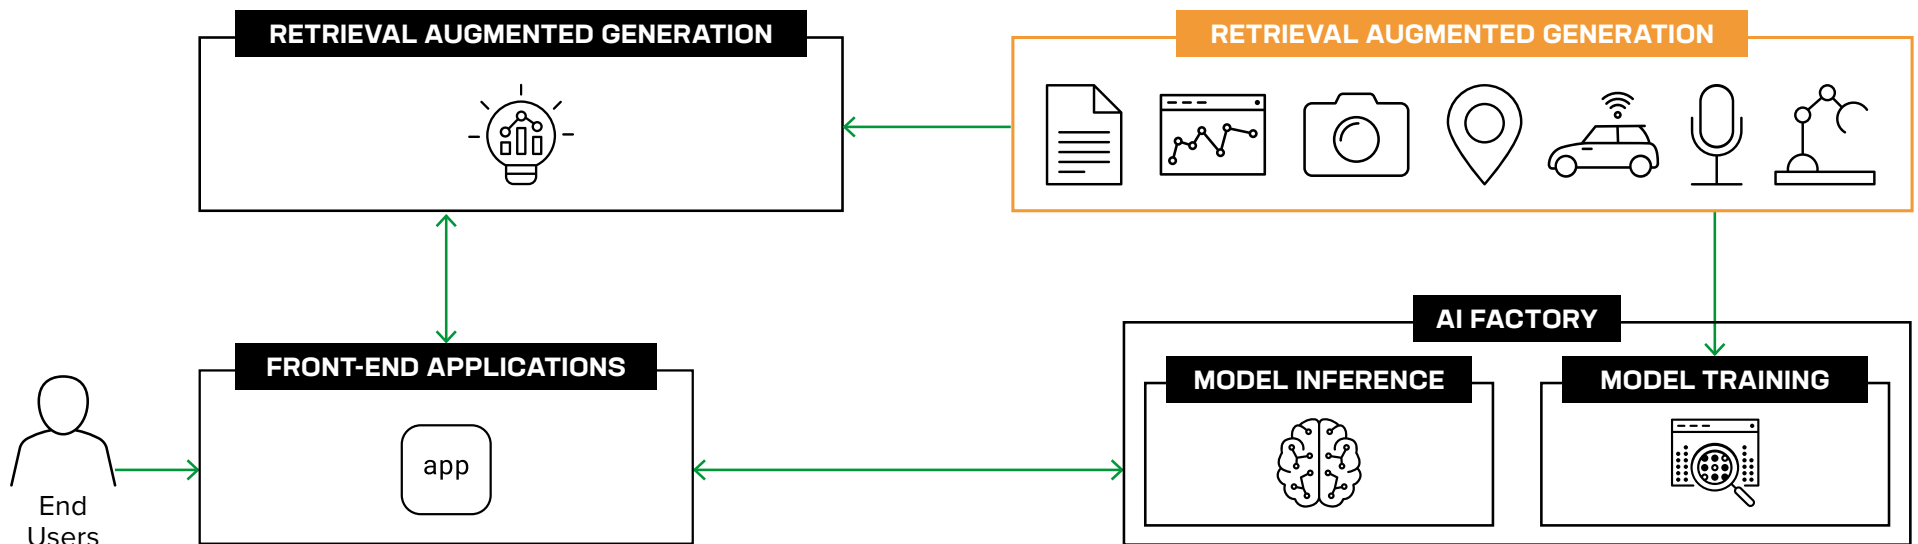 RETRIEVAL AUGMENTED GENERATION
RETRIEVAL AUGMENTED GENERATION
AI FACTORY
FRONT-END APPLICATIONS
MODEL INFERENCE
MODEL TRAINING
app
End
Users